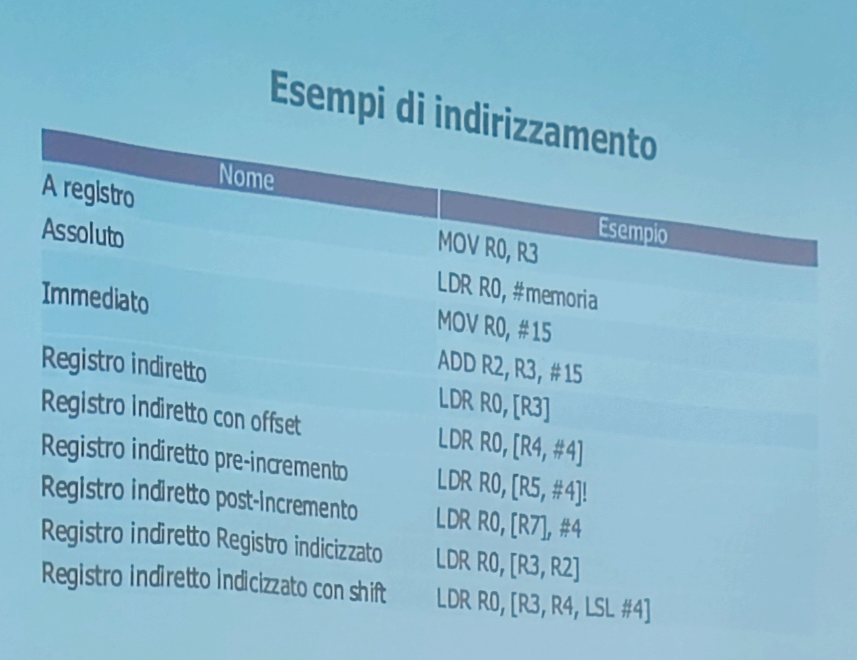 Esempi di indirizzamento
Nome Esempio
A registro MOV R0, R3
Assoluto LDR R0, #memoria
Immediato MOV R0, #15
ADD R2, R3, #15
Registro indiretto LDR R0, [R3]
Registro indiretto con offset LDR R0, [R4, #4]
Registro indiretto pre-incremento LDR R0, [R5, #4]!
Registro indiretto post-incremento LDR R0, [R7], #4
Registro indiretto Registro indicizzato LDR R0, [R3, R2]
Registro indiretto indicizzato con shift LDR R0, [R3, R4, LSL #4]